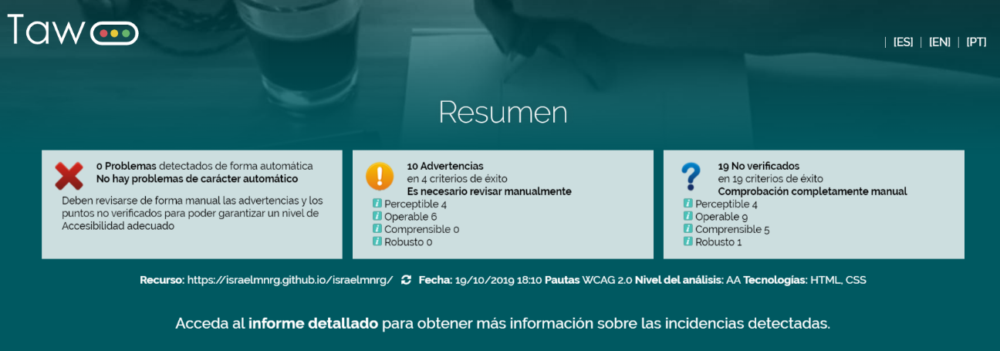 Taw
| [ES] | [EN] | [PT]
Resumen
0 Problemas detectados de forma automática
No hay problemas de carácter automático
Deben revisarse de forma manual las advertencias y los
puntos no verificados para poder garantizar un nivel de
Accesibilidad adecuado
10 Advertencias
en 4 criterios de éxito
Es necesario revisar manualmente
Perceptible 4
Operable 6
Comprensible 0
Robusto 0
19 No verificados
en 19 criterios de éxito
Comprobación completamente manual
Perceptible 4
Operable 9
Comprensible 5
Robusto 1
Recurso: https://israelmnrg.github.io/israelmnrg/ Fecha: 19/10/2019 18:10 Pautas WCAG 2.0 Nivel del análisis: AA Tecnologías: HTML, CSS
Acceda al informe detallado para obtener más información sobre las incidencias detectadas.